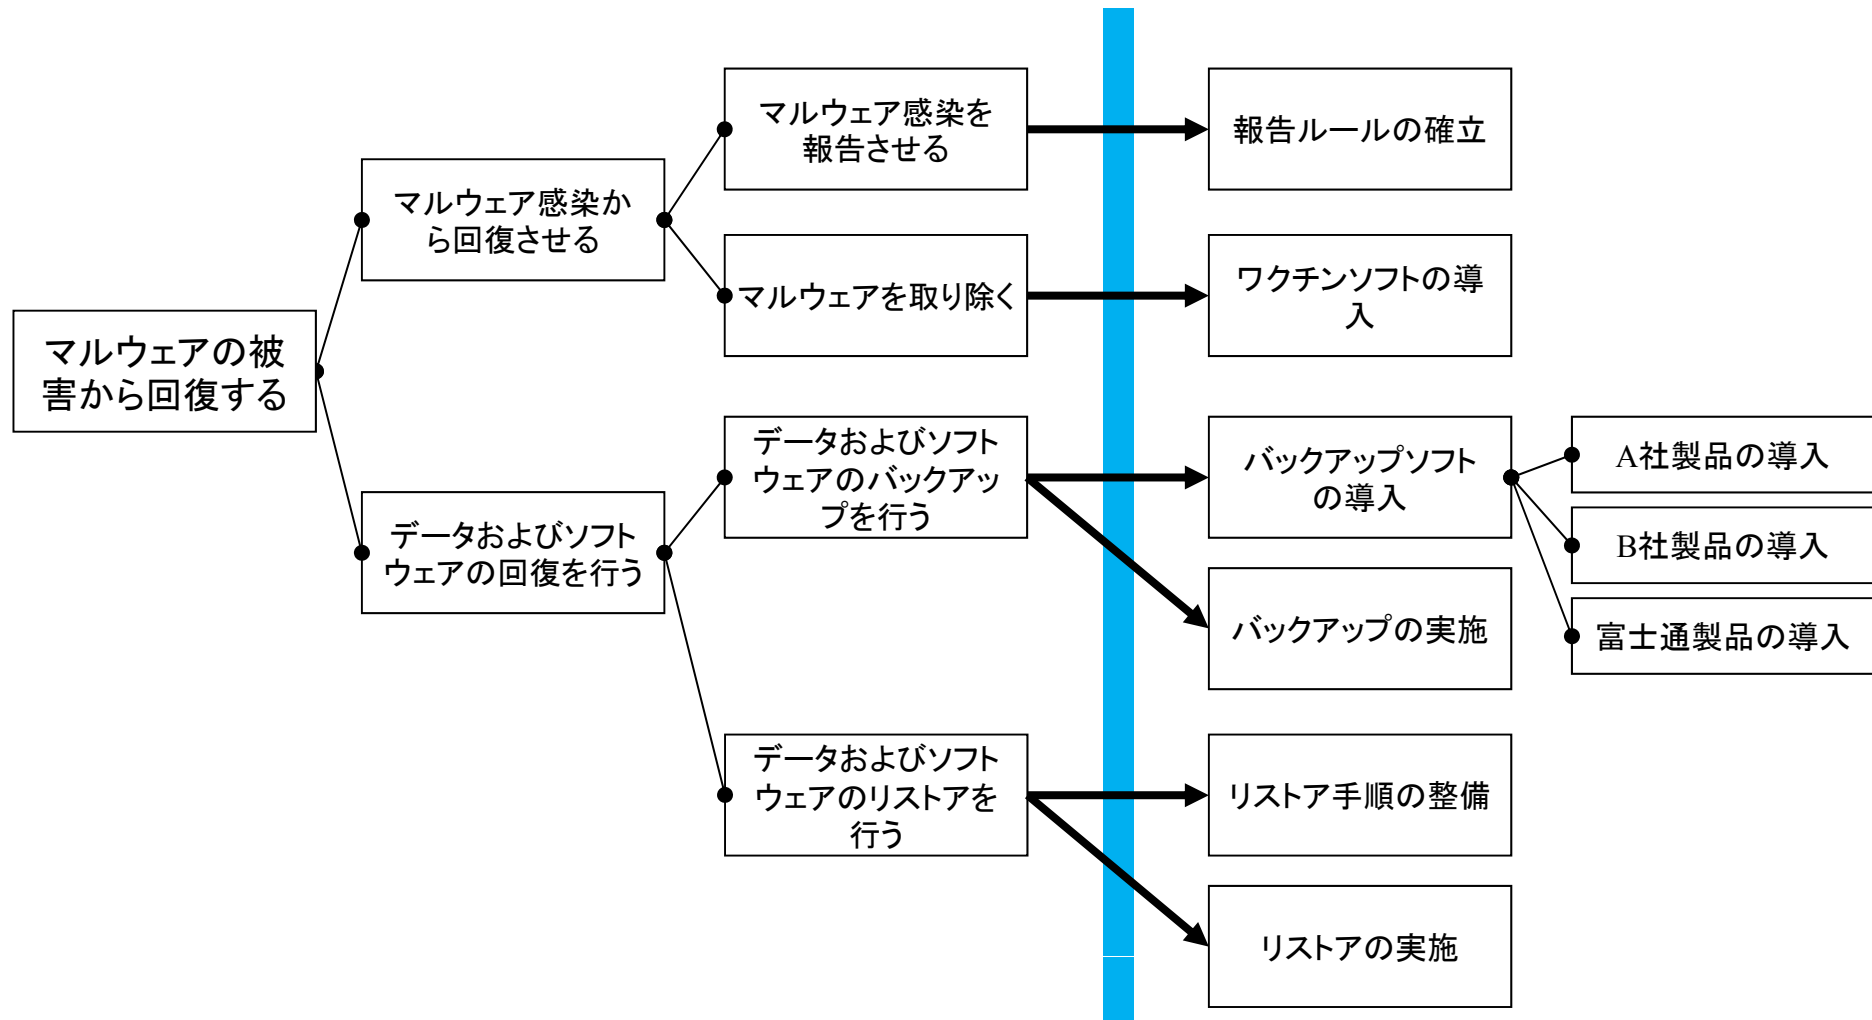 マルウェアの被
害から回復する
マルウェア感染か
ら回復させる
データおよびソフト
ウェアの回復を行う
マルウェア感染を
報告させる
マルウェアを取り除く
データおよびソフト
ウェアのバックアッ
プを行う
データおよびソフト
ウェアのリストアを
行う
報告ルールの確立
ワクチンソフトの導
入
バックアップソフト
の導入
バックアップの実施
リストア手順の整備
リストアの実施
A社製品の導入
B社製品の導入
富士通製品の導入